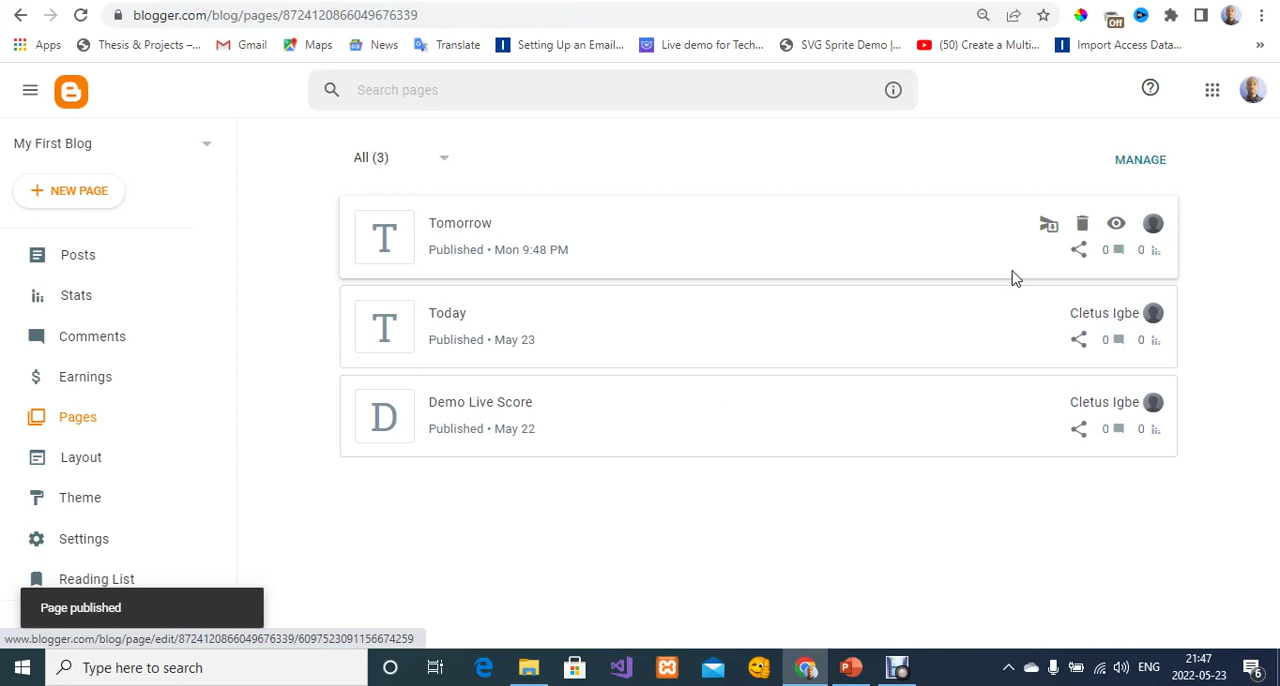 blogger.com/blog/pages/8724120866049676339
Off
Apps
Thesis & Projects –...
Gmail
Maps
News
Translate
Setting Up an Email...
Live demo for Tech...
SVG Sprite Demo |...
(50) Create a Multi...
Import Access Data...
»
Search pages
My First Blog
All (3)
MANAGE
NEW PAGE
T
Tomorrow
Published • Mon 9:48 PM
0
0
Posts
Stats
Comments
Earnings
Pages
Layout
Theme
Settings
Reading List
T
Today
Published • May 23
Cletus Igbe
0
0
D
Demo Live Score
Published • May 22
Cletus Igbe
0
0
Page published
www.blogger.com/blog/page/edit/8724120866049676339/6097523091156674259
Type here to search
ENG
21:47
2022-05-23
6